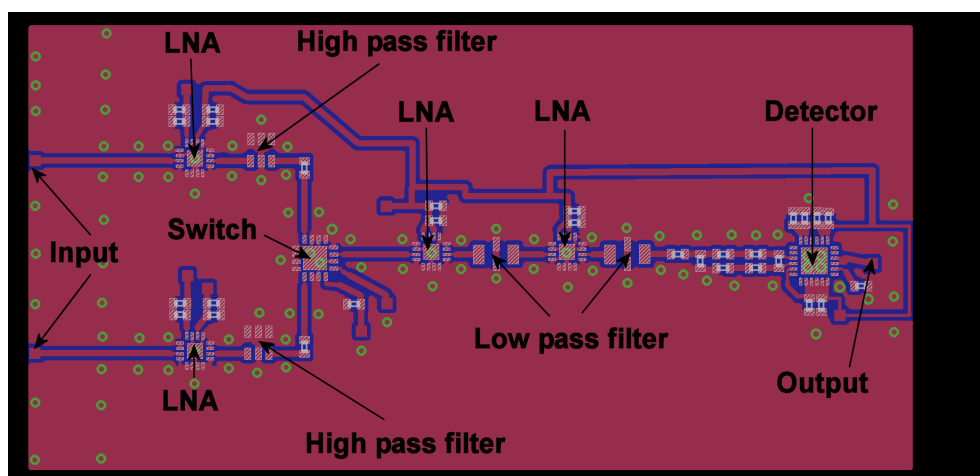 High pass filter
LNA
LNA
LNA
Detector
Switch
Input
Low pass filter
Output
LNA
High pass filter